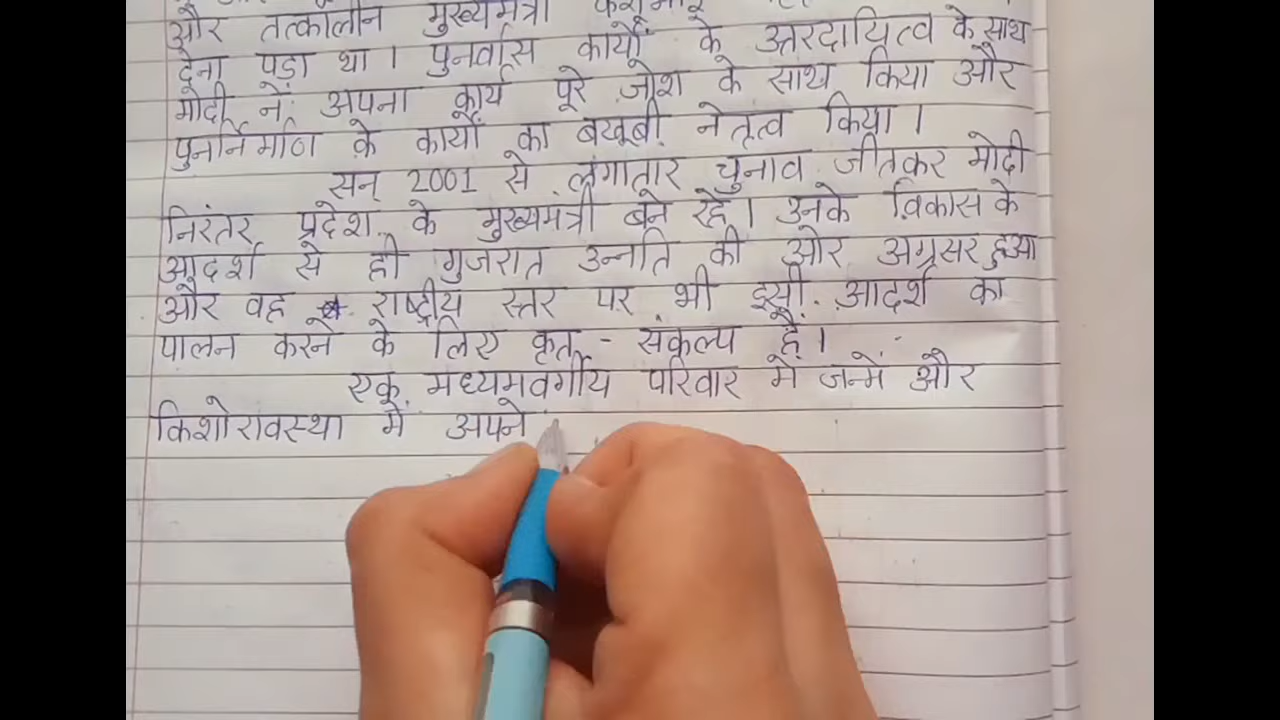 और तत्कालीन मुख्यमंत्री
देना पड़ा था। पुनर्वास कार्यों के उत्तरदायित्व के साथ
मोदी ने अपना कार्य पूरे जोश के साथ किया और
पुनर्निर्माण के कार्यों का बखूबी नेतृत्व किया।
सन् 2001 से लगातार चुनाव जीतकर मोदी
निरंतर प्रदेश के मुख्यमंत्री बने रहे। उनके विकास के
आदर्श से ही गुजरात उन्नति की ओर अग्रसर हुआ
और वह राष्ट्रीय स्तर पर भी इसी आदर्श का
पालन करने के लिए कृत - संकल्प हैं।
एक मध्यमवर्गीय परिवार में जन्में और
किशोरावस्था में अपने